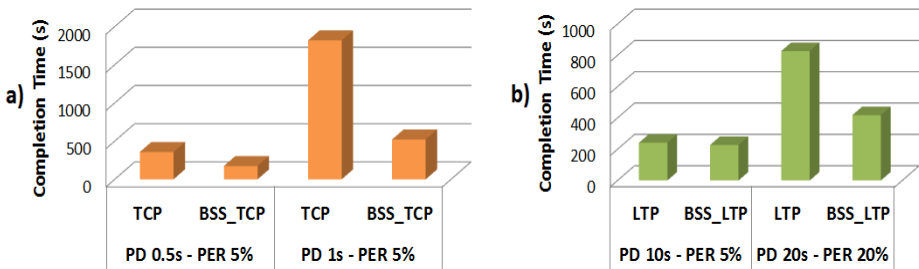 a)
Completion Time (s)
2000
1500
1000
500
0
TCP BSS_TCP TCP BSS_TCP
PD 0.5s - PER 5% PD 1s - PER 5%
b)
Completion Time (s)
1000
800
600
400
200
0
LTP BSS_LTP LTP BSS_LTP
PD 10s - PER 5% PD 20s - PER 20%